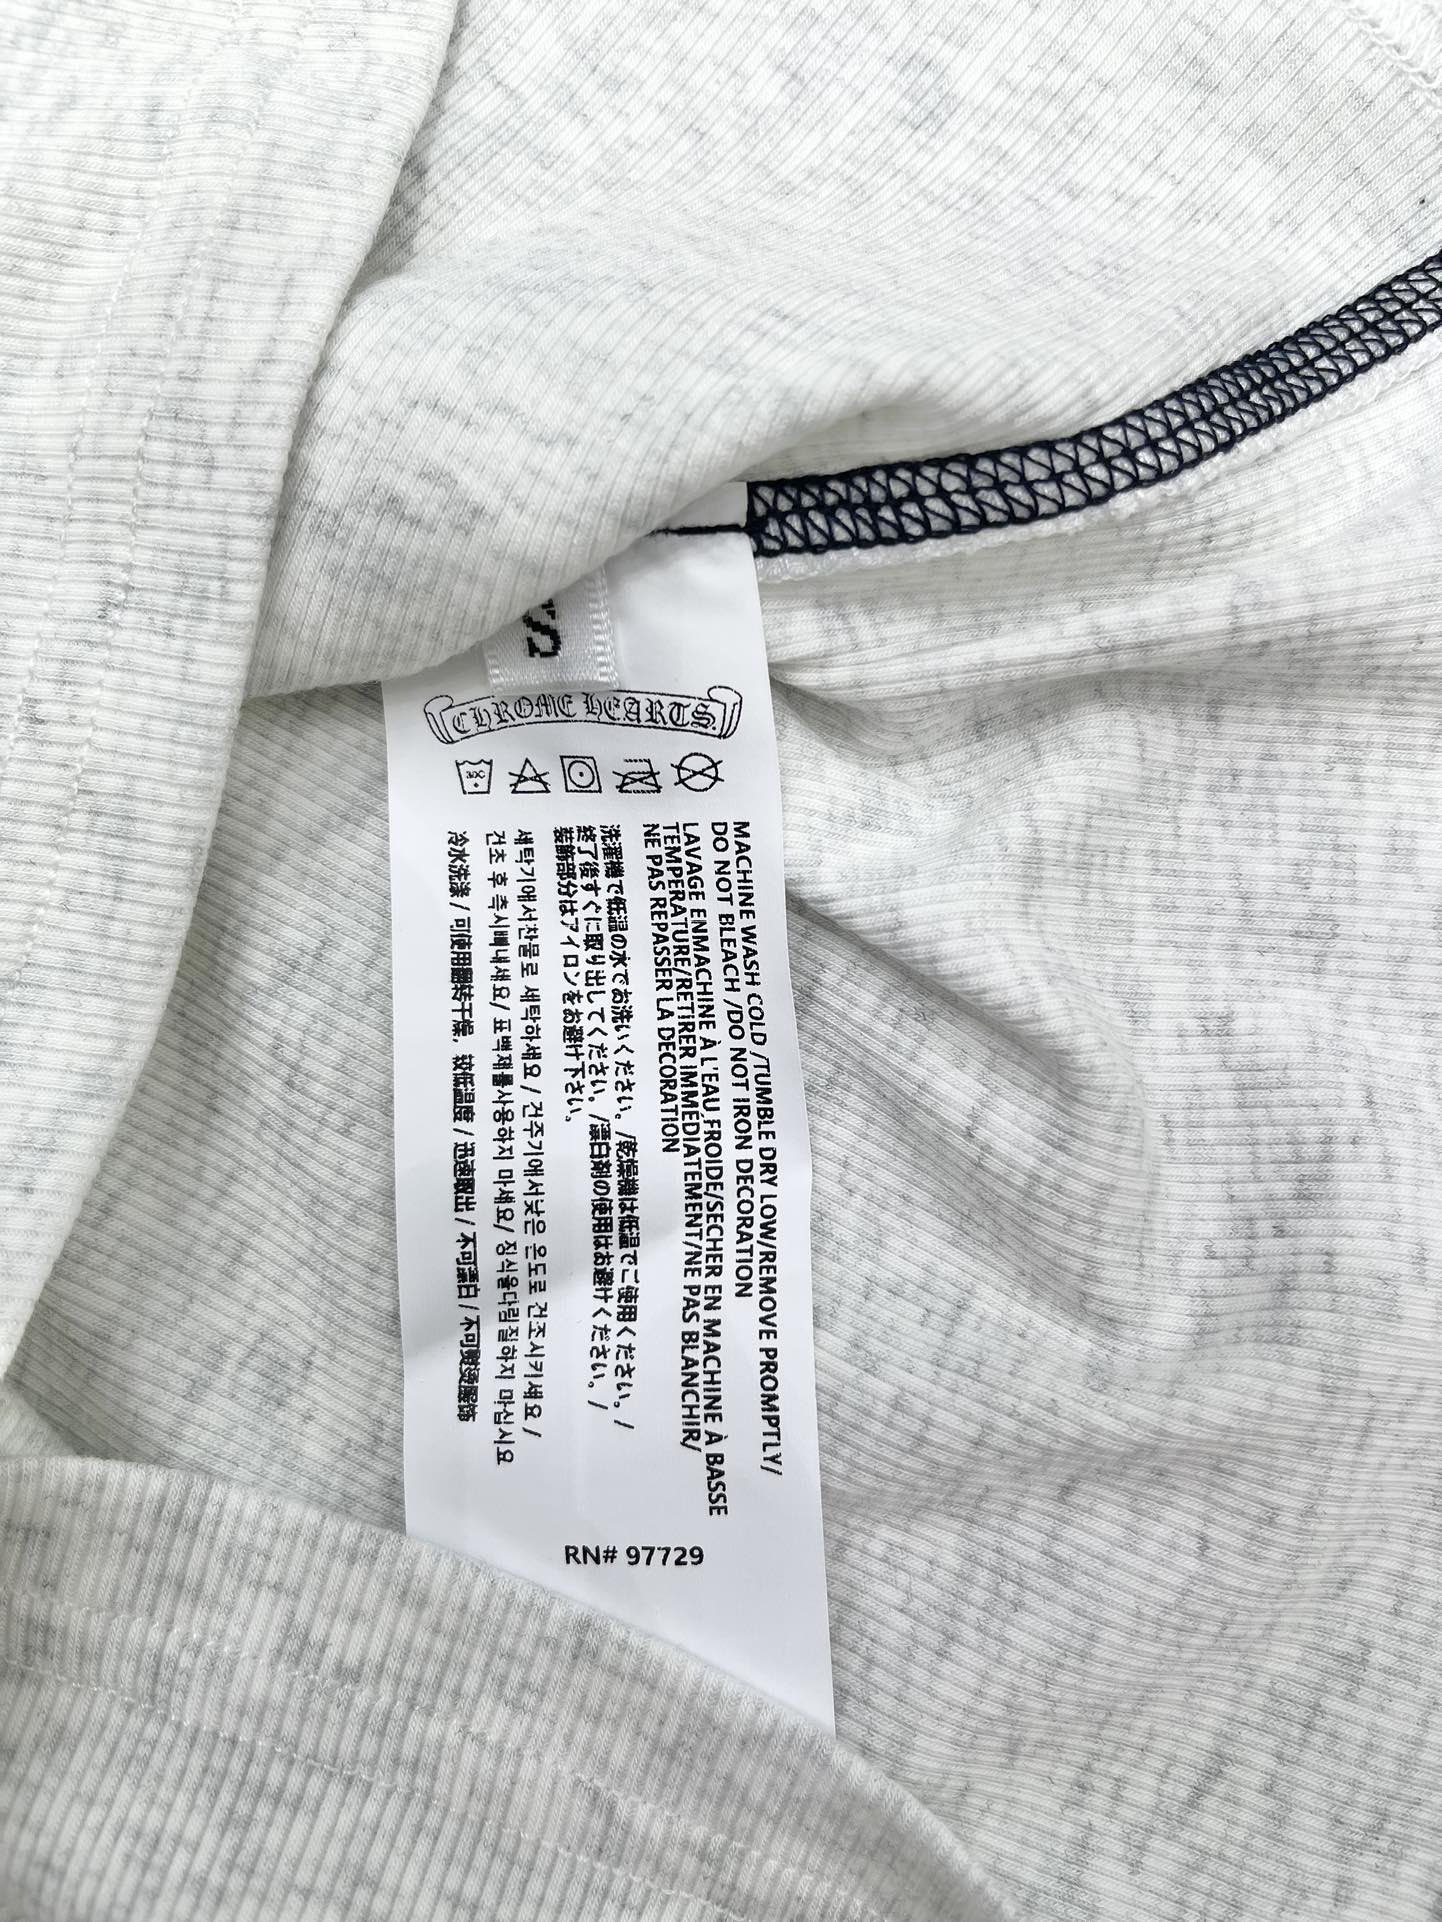 CHROME HEARTS
30C
MACHINE WASH COLD /TUMBLE DRY LOW/REMOVE PROMPTLY/
DO NOT BLEACH /DO NOT IRON DECORATION
LAVAGE ENMACHINE À L'EAU FROIDE/SECHER EN MACHINE À BASSE
TEMPERATURE/RETIRER IMMÉDIATEMENT/NE PAS BLANCHIR/
NE PAS REPASSER LA DECORATION
洗濯機で低温の水でお洗いください。/乾燥機は低温でご使用ください。/
終了後すぐに取り出してください。/漂白剤の使用はお避けください。/
装飾部分はアイロンをお避け下さい。
세탁기에서찬물로 세탁하세요 / 건주기에서낮은 온도로 건조시키세요 /
건조 후 즉시빼내세요/ 표백제를사용하지 마세요/ 장식을다림질하지 마십시요
冷水洗涤 / 可使用翻转干燥，较低温度 / 迅速取出 / 不可漂白 / 不可熨烫服饰
RN# 97729